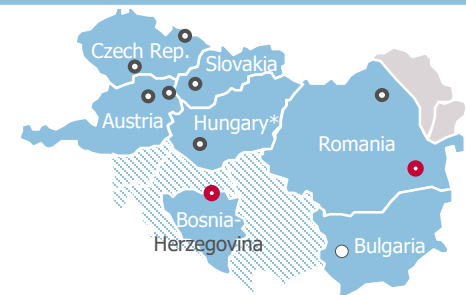 Czech Rep.
Slovakia
Austria
Hungary*
Romania
Bosnia-
Herzegovina
Bulgaria